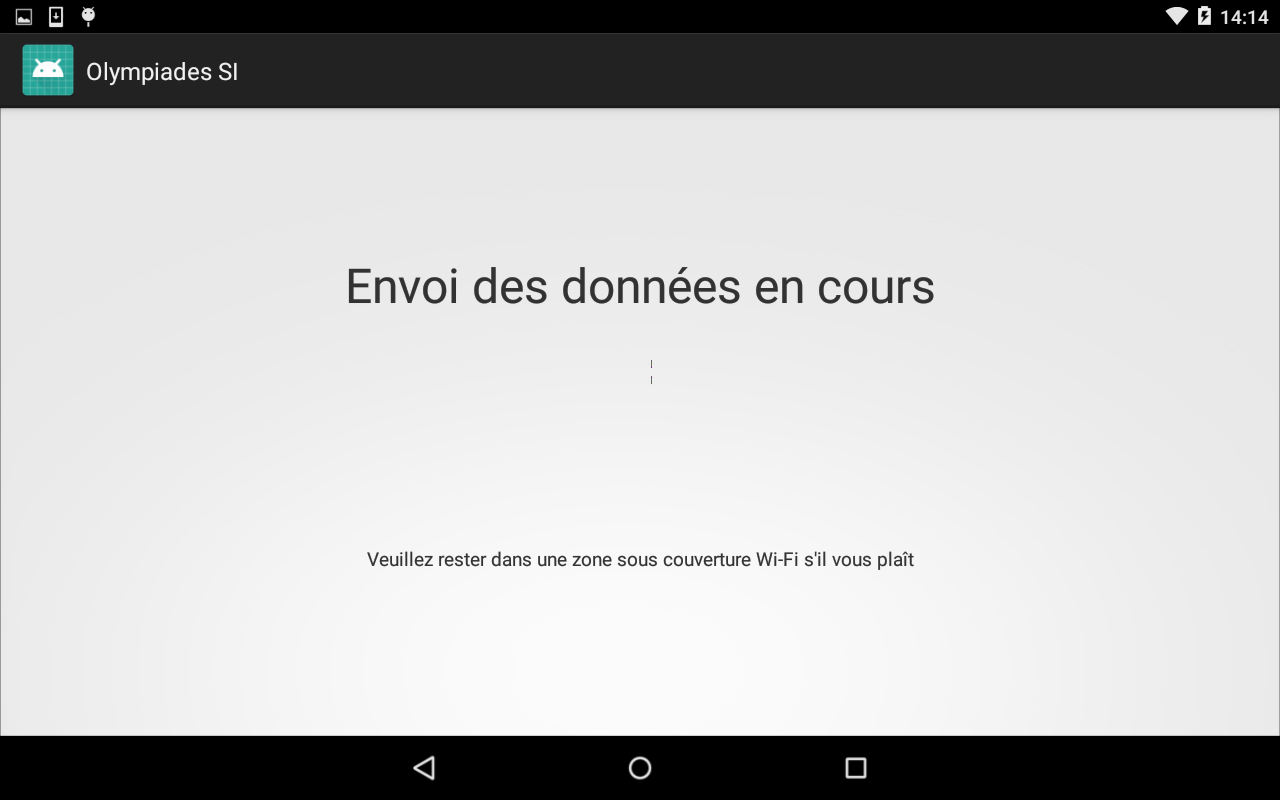 14:14
Olympiades SI
Envoi des données en cours
Veuillez rester dans une zone sous couverture Wi-Fi s'il vous plaît